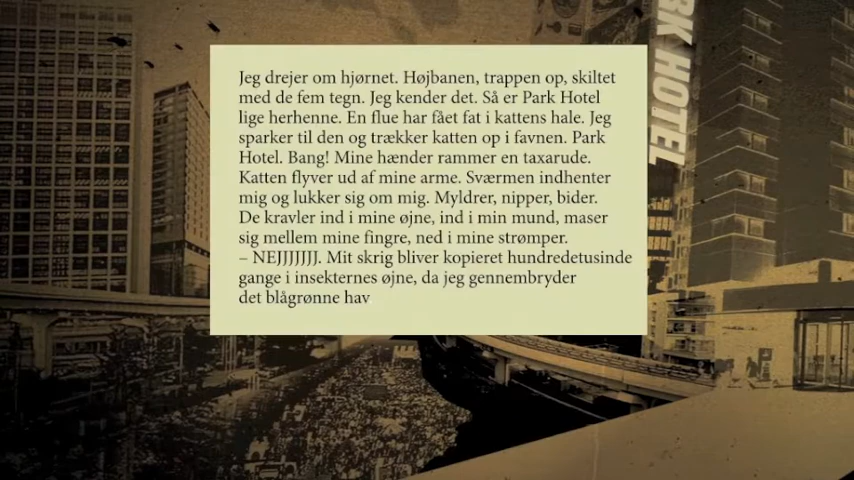 Jeg drejer om hjørnet. Højbanen, trappen op, skiltet
med de fem tegn. Jeg kender det. Så er Park Hotel
lige herhenne. En flue har fået fat i kattens hale. Jeg
sparker til den og trækker katten op i favnen. Park
Hotel. Bang! Mine hænder rammer en taxarude.
Katten flyver ud af mine arme. Sværmen indhenter
mig og lukker sig om mig. Myldrer, nipper, bider.
De kravler ind i mine øjne, ind i min mund, maser
sig mellem mine fingre, ned i mine strømper.
– NEJJJJJJJ. Mit skrig bliver kopieret hundredetusinde
gange i insekternes øjne, da jeg gennembryder
det blågrønne hav
RK HOTEL